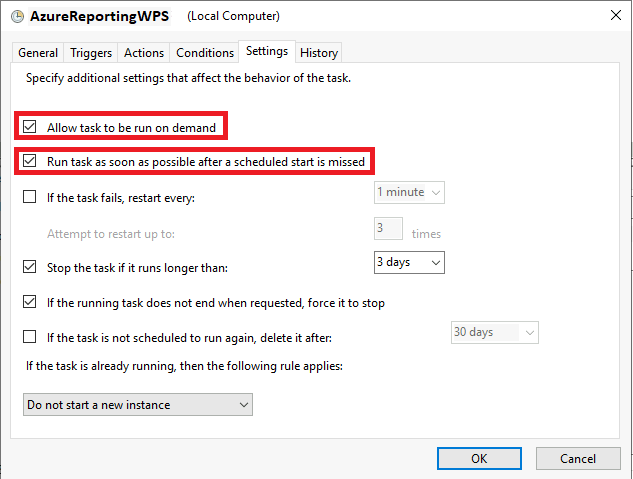 AzureReportingWPS (Local Computer)
General Triggers Actions Conditions Settings History
Specify additional settings that affect the behavior of the task.
Allow task to be run on demand
Run task as soon as possible after a scheduled start is missed
If the task fails, restart every: 1 minute
Attempt to restart up to: 3 times
Stop the task if it runs longer than: 3 days
If the running task does not end when requested, force it to stop
If the task is not scheduled to run again, delete it after: 30 days
If the task is already running, then the following rule applies:
Do not start a new instance
OK Cancel